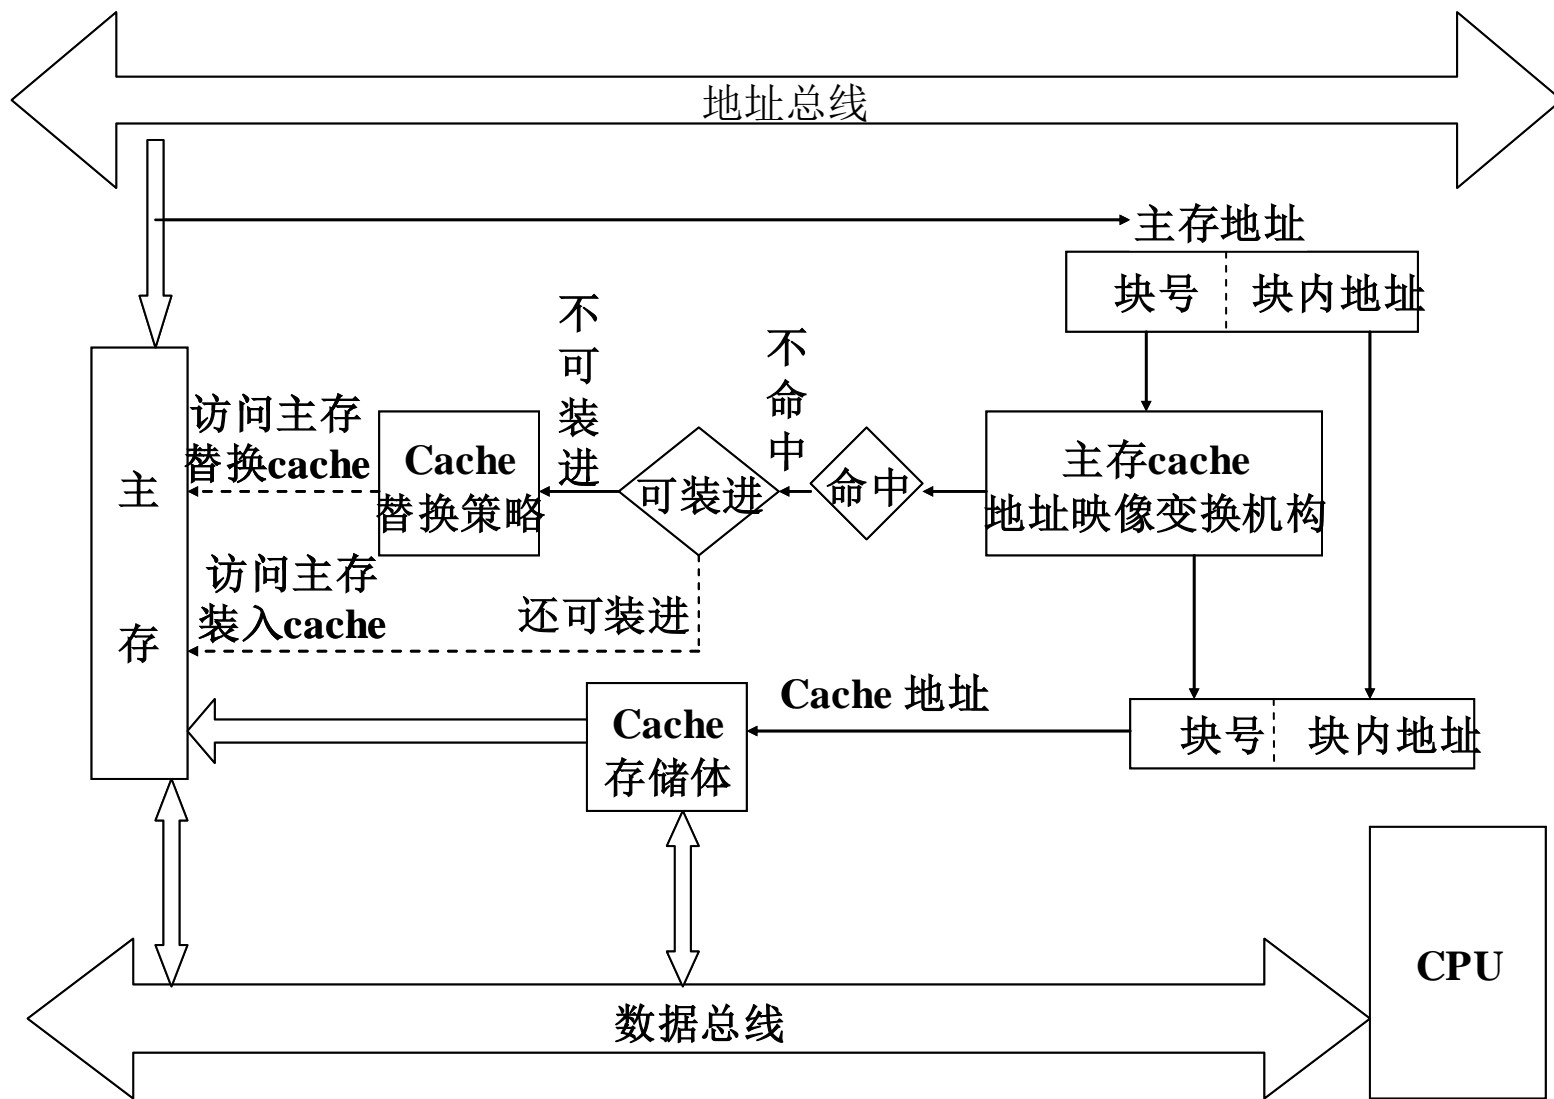 地址总线
主存地址
块号
块内地址
不可装进
不命中
访问主存
替换cache
Cache
替换策略
可装进
命中
主存cache
地址映像变换机构
主存
访问主存
装入cache
还可装进
Cache
存储体
Cache 地址
块号
块内地址
CPU
数据总线